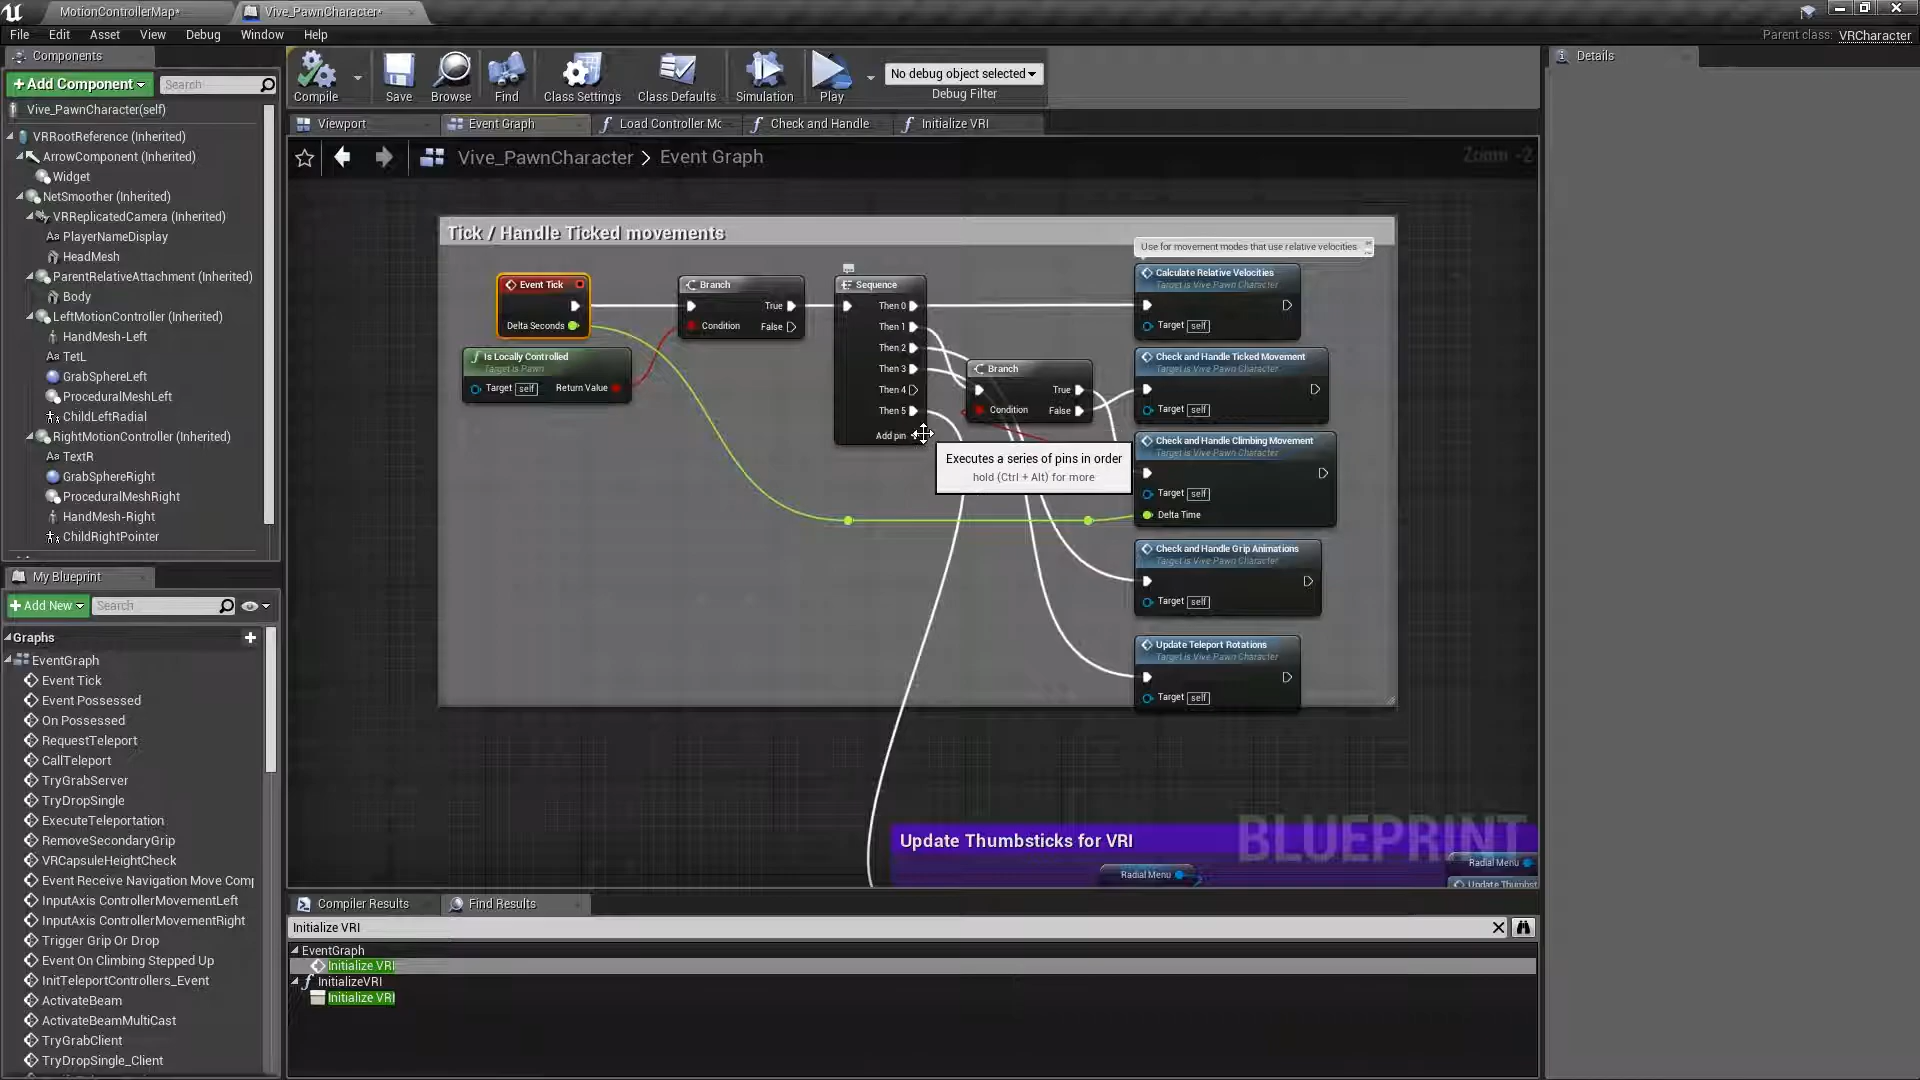 MotionControllerMap*
Vive_PawnCharacter*
File Edit Asset View Debug Window Help
Parent class: VRCharacter
Components
+Add Component
Search
Vive_PawnCharacter(self)
VRRootReference (Inherited)
ArrowComponent (Inherited)
Widget
NetSmoother (Inherited)
VRReplicatedCamera (Inherited)
Aa PlayerNameDisplay
HeadMesh
ParentRelativeAttachment (Inherited)
Body
LeftMotionController (Inherited)
HandMesh-Left
Aa TetL
GrabSphereLeft
ProceduralMeshLeft
ChildLeftRadial
RightMotionController (Inherited)
Aa TextR
GrabSphereRight
ProceduralMeshRight
HandMesh-Right
ChildRightPointer
Compile
Save
Browse
Find
Class Settings
Class Defaults
Simulation
Play
No debug object selected
Debug Filter
Viewport
Event Graph
Load Controller Mc
Check and Handle
Initialize VRI
Details
Vive_PawnCharacter > Event Graph
Zoom -2
Tick / Handle Ticked movements
Use for movement modes that use relative velocities
Event Tick
Delta Seconds
Branch
True
Condition
False
Is Locally Controlled
Target is Pawn
Target self
Return Value
Sequence
Then 0
Then 1
Then 2
Then 3
Then 4
Then 5
Add pin
Branch
True
Condition
False
Executes a series of pins in order
hold (Ctrl + Alt) for more
Calculate Relative Velocities
Target is Vive Pawn Character
Target self
Check and Handle Ticked Movement
Target is Vive Pawn Character
Target self
Check and Handle Climbing Movement
Target is Vive Pawn Character
Target self
Delta Time
Check and Handle Grip Animations
Target is Vive Pawn Character
Target self
Update Teleport Rotations
Target is Vive Pawn Character
Target self
Update Thumbsticks for VRI
BLUEPRINT
Radial Menu
Radial Menu
Update Thumbst
My Blueprint
+Add New
Search
Graphs
EventGraph
Event Tick
Event Possessed
On Possessed
RequestTeleport
CallTeleport
TryGrabServer
TryDropSingle
ExecuteTeleportation
RemoveSecondaryGrip
VRCapsuleHeightCheck
Event Receive Navigation Move Comp
InputAxis ControllerMovementLeft
InputAxis ControllerMovementRight
Trigger Grip Or Drop
Event On Climbing Stepped Up
InitTeleportControllers_Event
ActivateBeam
ActivateBeamMultiCast
TryGrabClient
TryDropSingle_Client
Compiler Results
Find Results
Initialize VRI
EventGraph
Initialize VRI
InitializeVRI
Initialize VRI